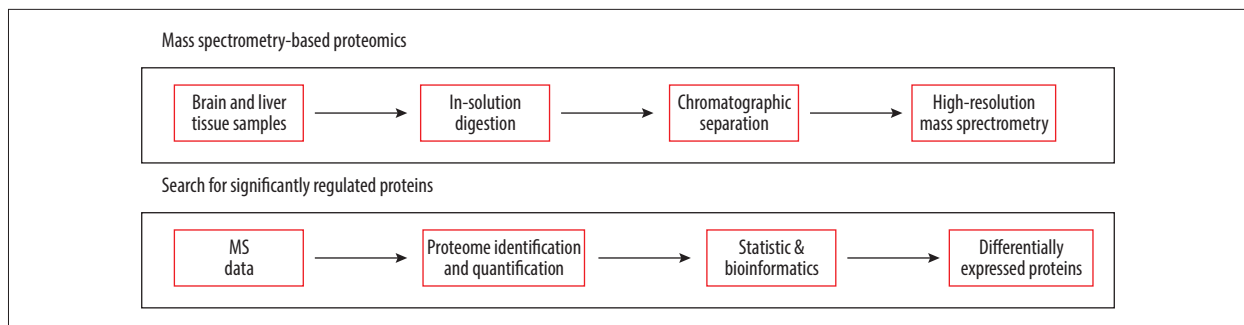 Mass spectrometry-based proteomics
Brain and liver
tissue samples
In-solution
digestion
Chromatographic
separation
High-resolution
mass sprectrometry
Search for significantly regulated proteins
MS
data
Proteome identification
and quantification
Statistic &
bioinformatics
Differentially
expressed proteins